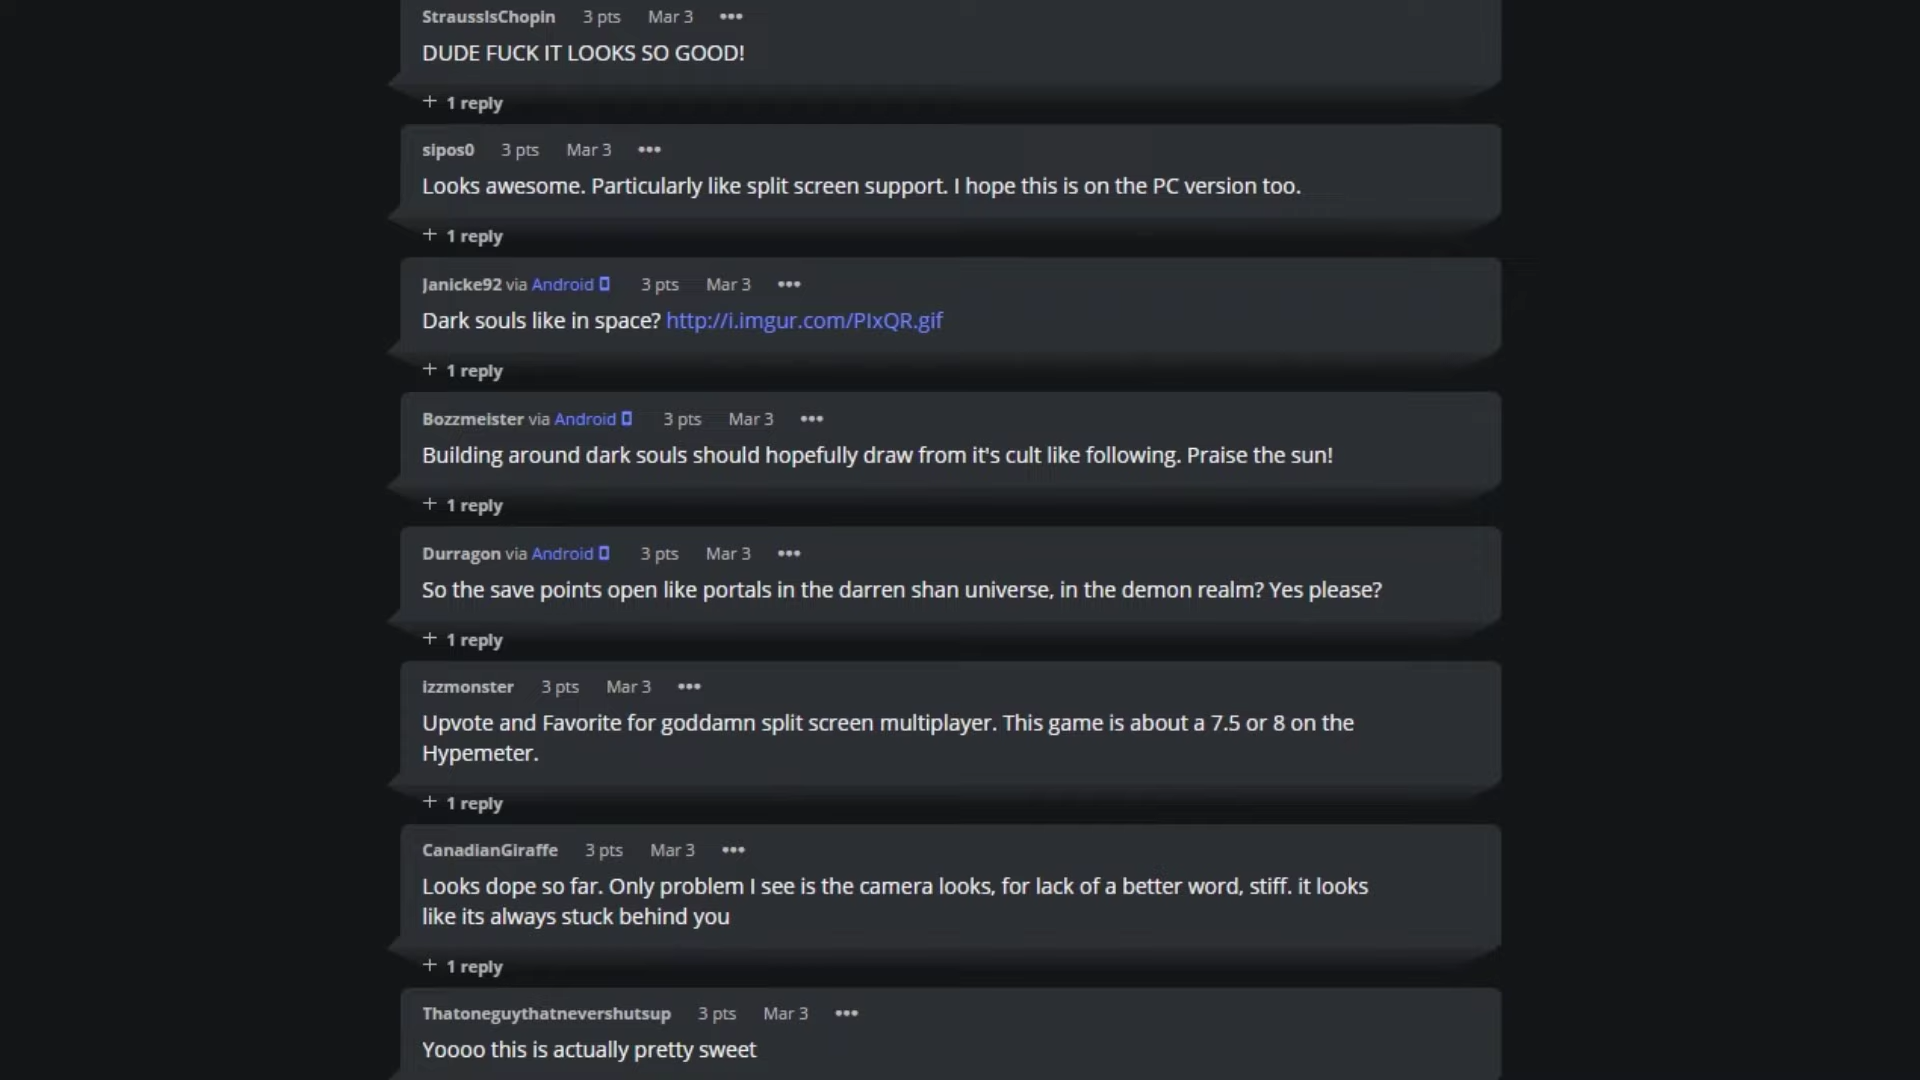 StraussIsChopin 3 pts Mar 3 •••
DUDE FUCK IT LOOKS SO GOOD!
+ 1 reply
sipos0 3 pts Mar 3 •••
Looks awesome. Particularly like split screen support. I hope this is on the PC version too.
+ 1 reply
Janicke92 via Android 3 pts Mar 3 •••
Dark souls like in space? http://i.imgur.com/PIxQR.gif
+ 1 reply
Bozzmeister via Android 3 pts Mar 3 •••
Building around dark souls should hopefully draw from it's cult like following. Praise the sun!
+ 1 reply
Durragon via Android 3 pts Mar 3 •••
So the save points open like portals in the darren shan universe, in the demon realm? Yes please?
+ 1 reply
izzmonster 3 pts Mar 3 •••
Upvote and Favorite for goddamn split screen multiplayer. This game is about a 7.5 or 8 on the
Hypemeter.
+ 1 reply
CanadianGiraffe 3 pts Mar 3 •••
Looks dope so far. Only problem I see is the camera looks, for lack of a better word, stiff. it looks
like its always stuck behind you
+ 1 reply
Thatoneguythatnevershutsup 3 pts Mar 3 •••
Yoooo this is actually pretty sweet